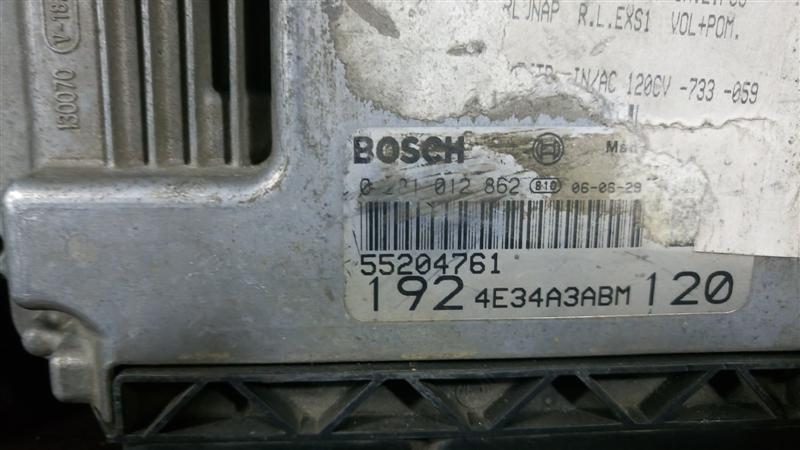 R.L.EXS1 VOL+POM.
-IN/AC 120CV -733 -059
130070
BOSCH
012 862 810 06-06-29
55204761
192 4E34A3ABM 120